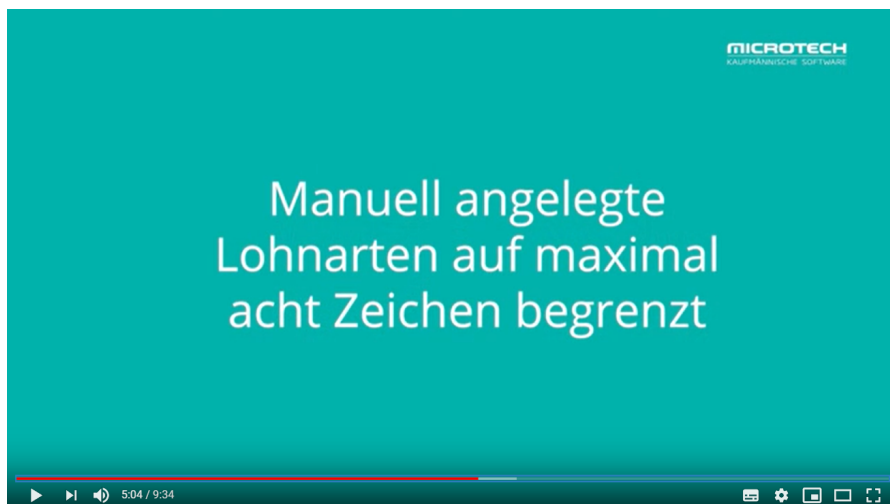 MICROTECH
KAUFMÄNNISCHE SOFTWARE
Manuell angelegte
Lohnarten auf maximal
acht Zeichen begrenzt
5:04 / 9:34